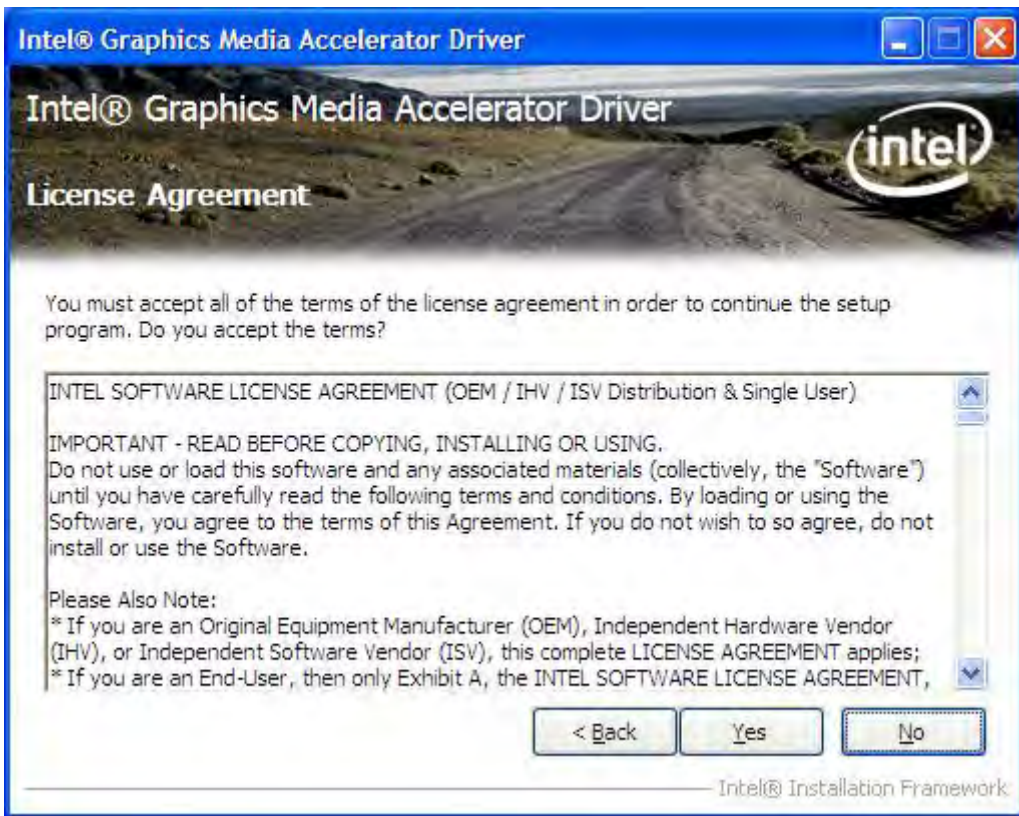 Intel® Graphics Media Accelerator Driver
Intel® Graphics Media Accelerator Driver
intel
License Agreement
You must accept all of the terms of the license agreement in order to continue the setup
program. Do you accept the terms?
INTEL SOFTWARE LICENSE AGREEMENT (OEM / IHV / ISV Distribution & Single User)
IMPORTANT - READ BEFORE COPYING, INSTALLING OR USING.
Do not use or load this software and any associated materials (collectively, the "Software")
until you have carefully read the following terms and conditions. By loading or using the
Software, you agree to the terms of this Agreement. If you do not wish to so agree, do not
install or use the Software.
Please Also Note:
* If you are an Original Equipment Manufacturer (OEM), Independent Hardware Vendor
(IHV), or Independent Software Vendor (ISV), this complete LICENSE AGREEMENT applies;
* If you are an End-User, then only Exhibit A, the INTEL SOFTWARE LICENSE AGREEMENT,
< Back
Yes
No
Intel® Installation Framework